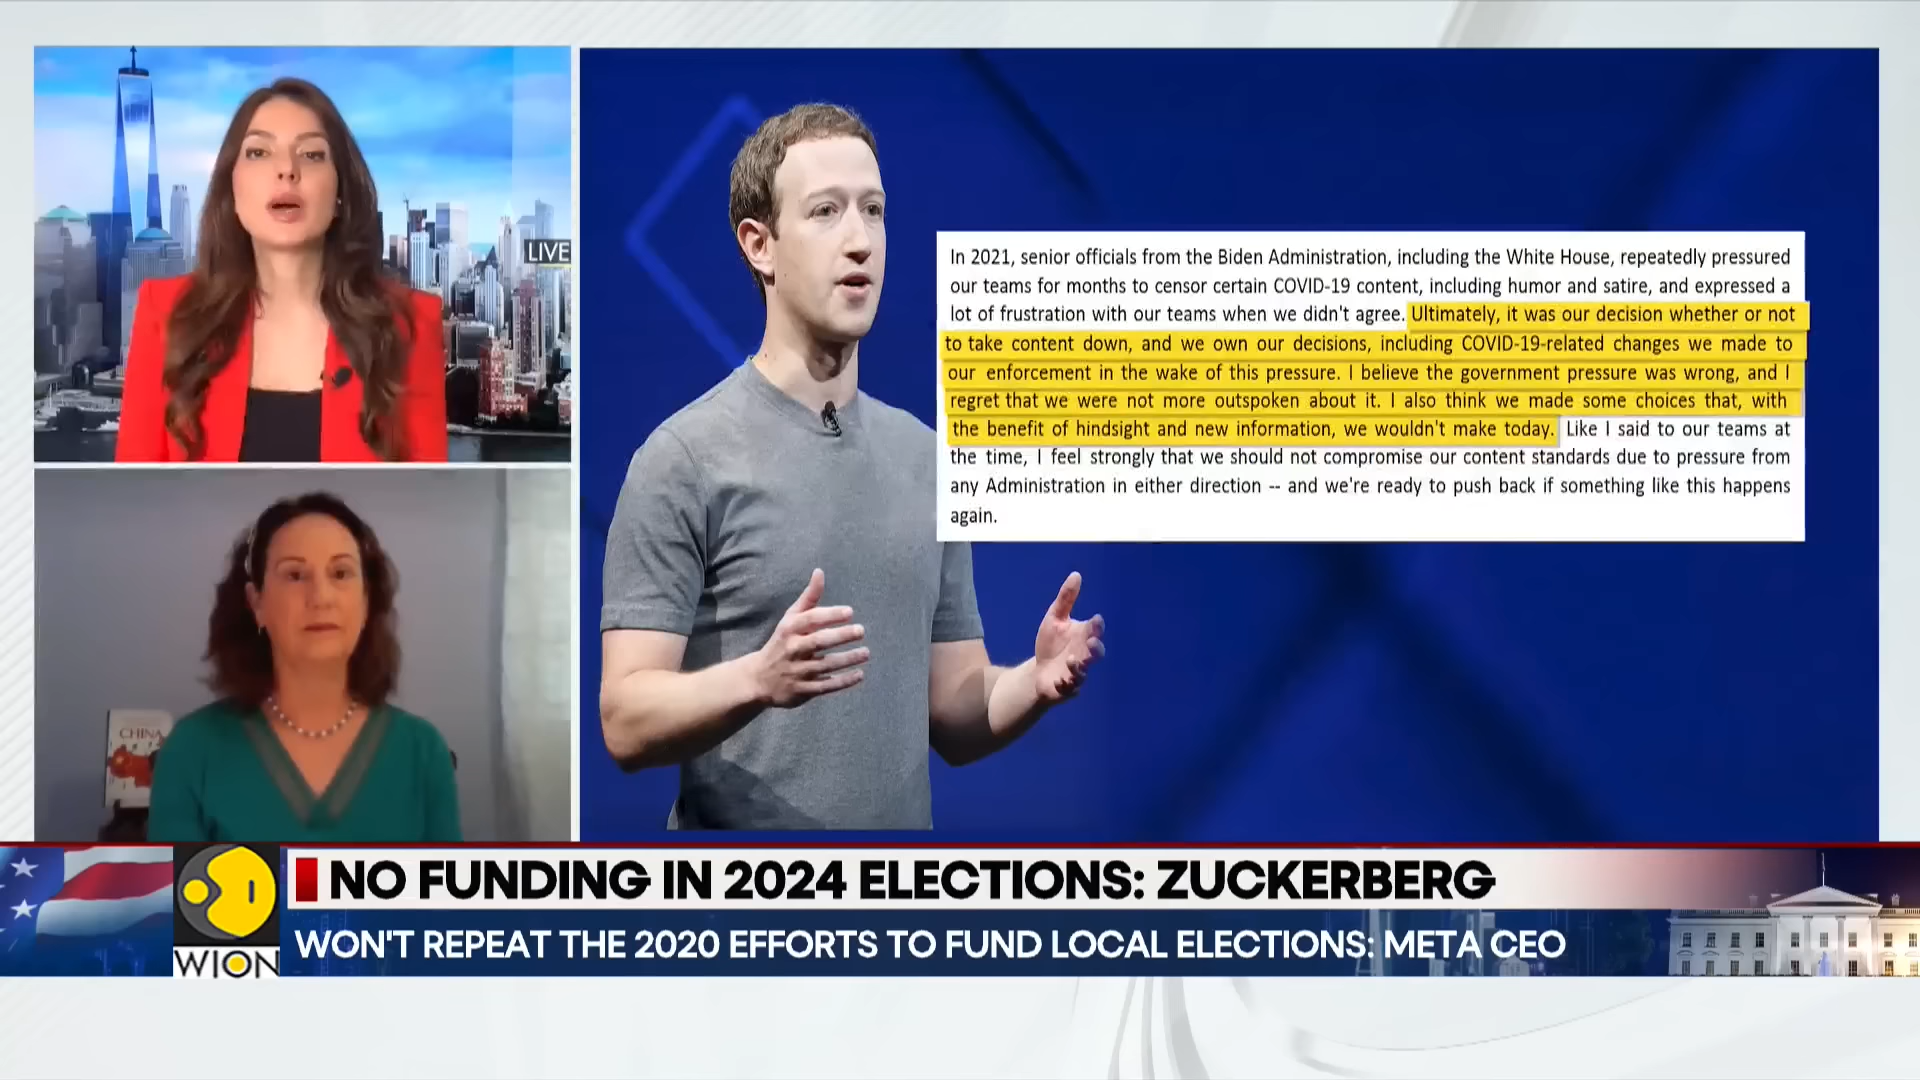 LIVE
In 2021, senior officials from the Biden Administration, including the White House, repeatedly pressured
our teams for months to censor certain COVID-19 content, including humor and satire, and expressed a
lot of frustration with our teams when we didn't agree. Ultimately, it was our decision whether or not
to take content down, and we own our decisions, including COVID-19-related changes we made to
our enforcement in the wake of this pressure. I believe the government pressure was wrong, and I
regret that we were not more outspoken about it. I also think we made some choices that, with
the benefit of hindsight and new information, we wouldn't make today. Like I said to our teams at
the time, I feel strongly that we should not compromise our content standards due to pressure from
any Administration in either direction -- and we're ready to push back if something like this happens
again.
CHINA
NO FUNDING IN 2024 ELECTIONS: ZUCKERBERG
WION
WON'T REPEAT THE 2020 EFFORTS TO FUND LOCAL ELECTIONS: META CEO